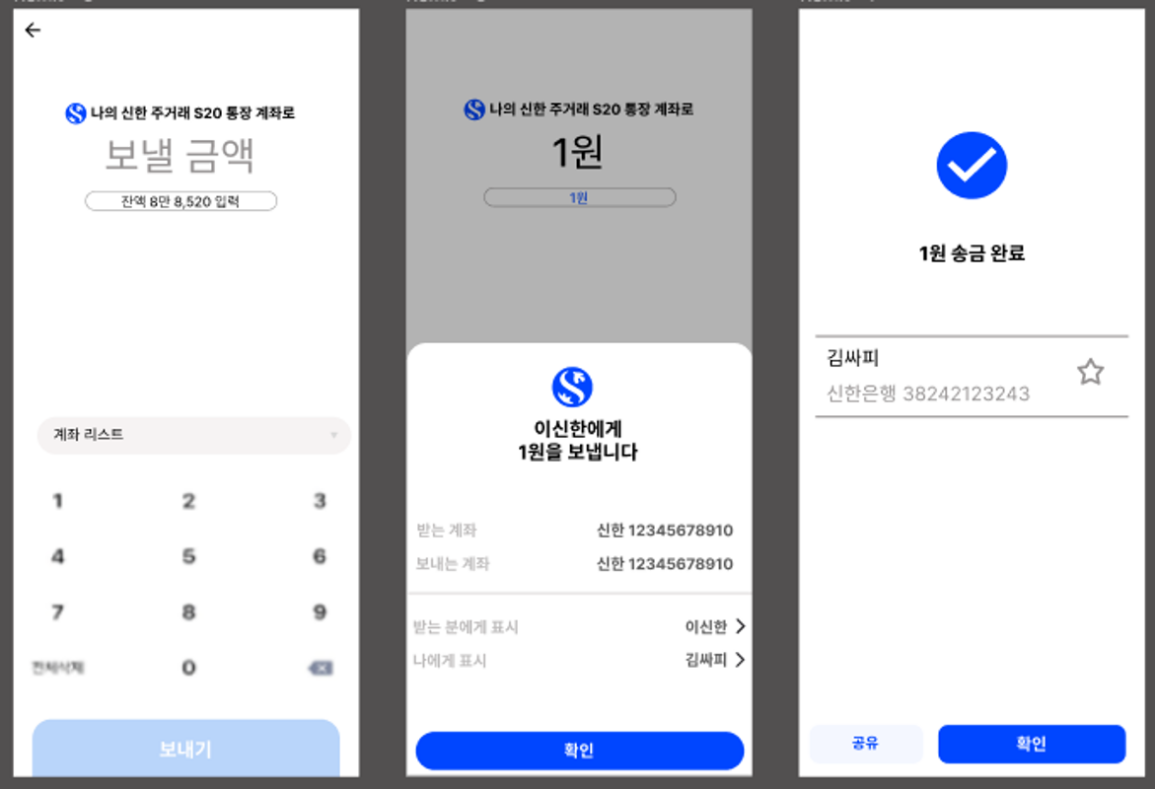 나의 신한 주거래 S20 통장 계좌로
보낼 금액
잔액 8만 8,520 입력
계좌 리스트
1 2 3
4 5 6
7 8 9
전체삭제 0
보내기
나의 신한 주거래 S20 통장 계좌로
1원
1원
이신한에게
1원을 보냅니다
받는 계좌 신한 12345678910
보내는 계좌 신한 12345678910
받는 분에게 표시 이신한
나에게 표시 김싸피
확인
1원 송금 완료
김싸피
신한은행 38242123243
공유 확인